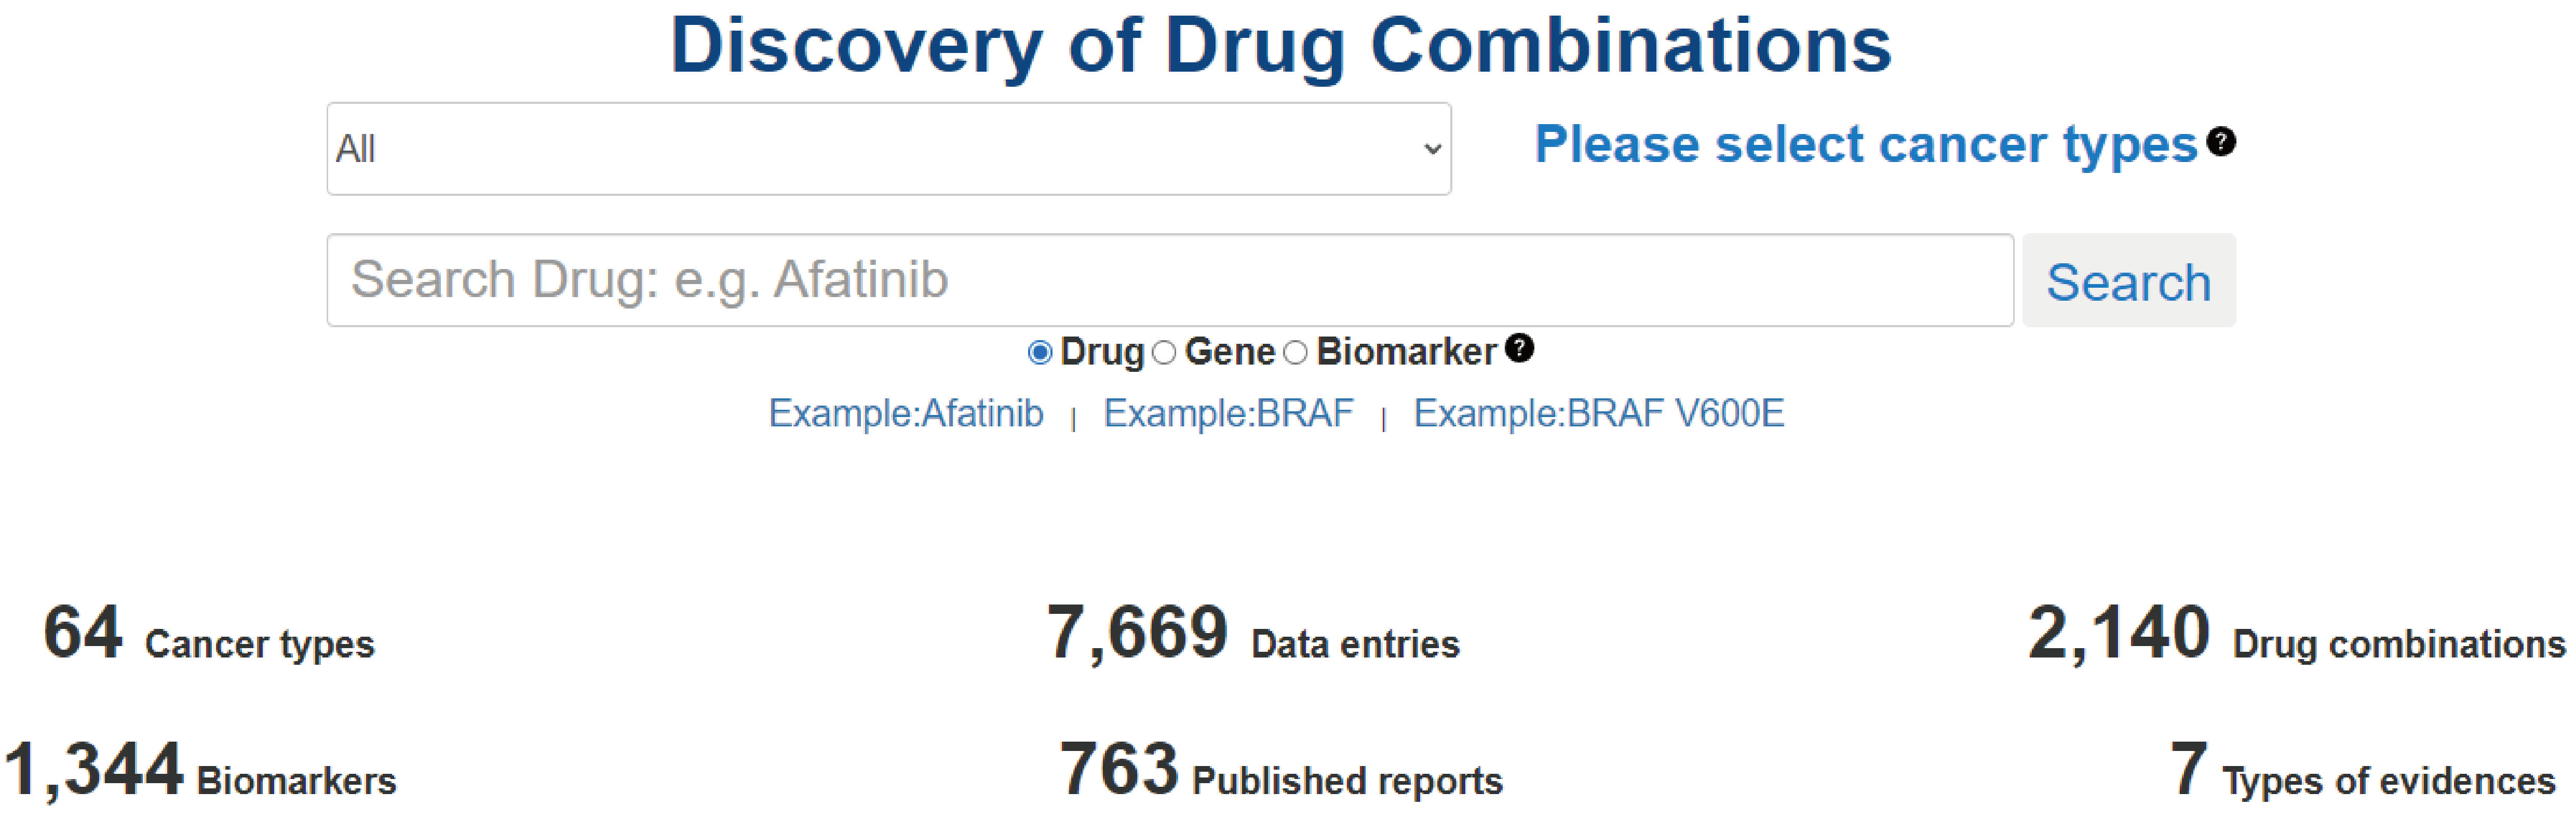 Discovery of Drug Combinations
All
Please select cancer types ?
Search Drug: e.g. Afatinib
Search
Drug Gene Biomarker ?
Example:Afatinib | Example:BRAF | Example:BRAF V600E
64 Cancer types 7,669 Data entries 2,140 Drug combinations
1,344 Biomarkers 763 Published reports 7 Types of evidences